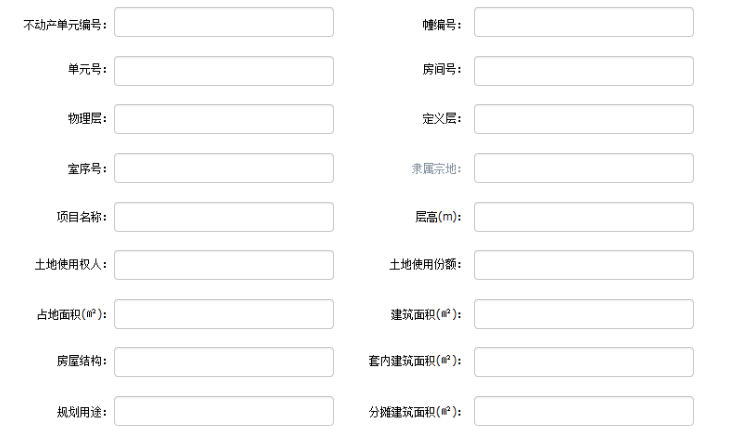 不动产单元编号: 幢编号:
单元号: 房间号:
物理层: 定义层:
室序号: 隶属宗地:
项目名称: 层高(m):
土地使用权人: 土地使用份额:
占地面积(㎡): 建筑面积(㎡):
房屋结构: 套内建筑面积(㎡):
规划用途: 分摊建筑面积(㎡):